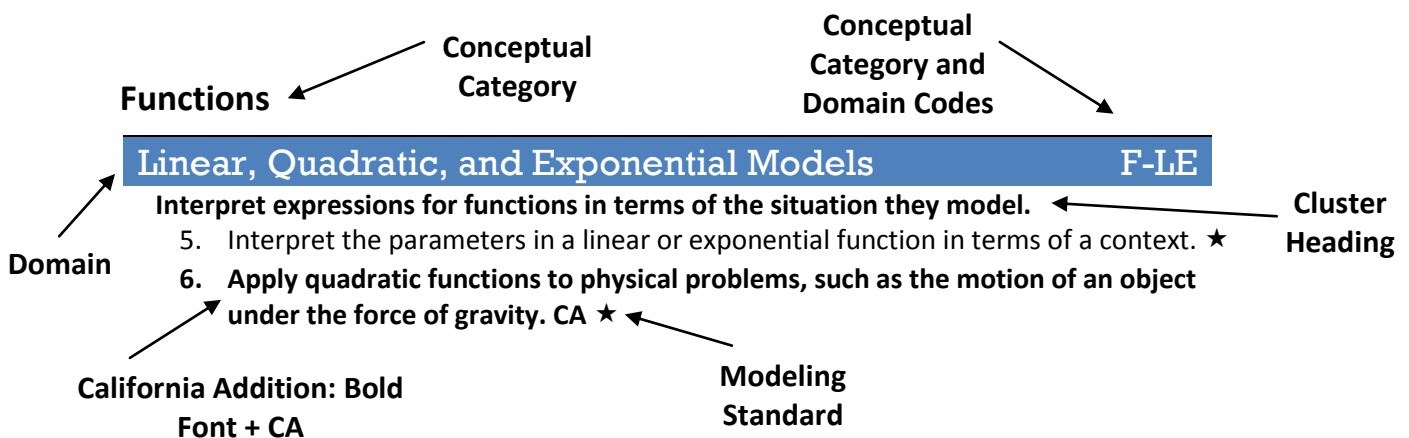 Conceptual
Category
Conceptual
Category and
Domain Codes
Functions
Linear, Quadratic, and Exponential Models F-LE
Interpret expressions for functions in terms of the situation they model.
Cluster
Heading
5. Interpret the parameters in a linear or exponential function in terms of a context. ★
Domain
6. Apply quadratic functions to physical problems, such as the motion of an object
under the force of gravity. CA ★
California Addition: Bold
Font + CA
Modeling
Standard